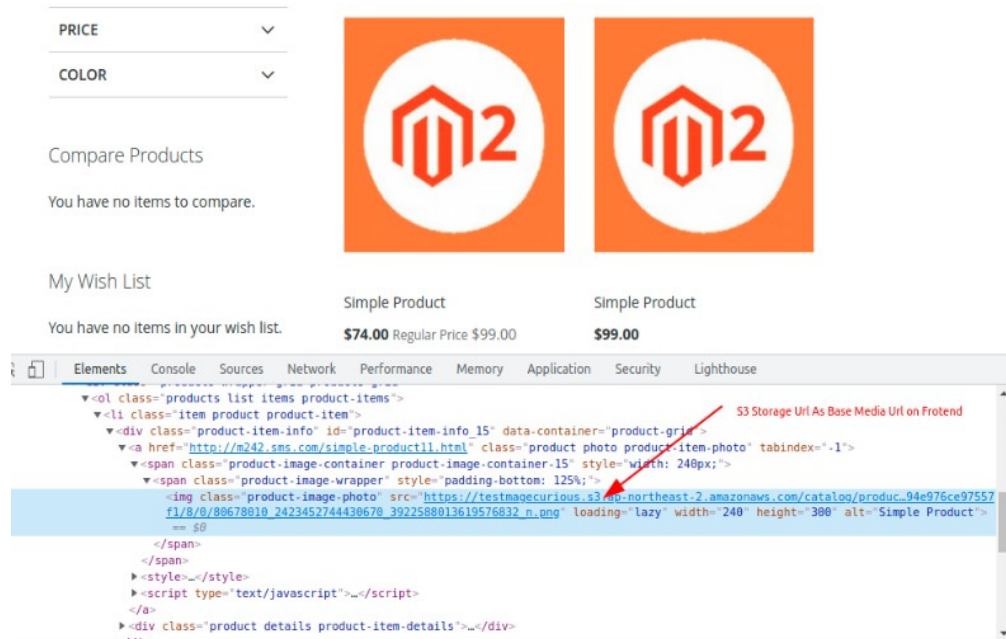 PRICE
COLOR
Compare Products
You have no items to compare.
My Wish List
You have no items in your wish list.
2
2
Simple Product
$74.00 Regular Price $99.00
Simple Product
$99.00
Elements Console Sources Network Performance Memory Application Security Lighthouse
▼<ol class="products list items product-items">
▼<li class="item product product-item">
▼<div class="product-item-info" id="product-item-info_15" data-container="product-grid">
▼<a href="http://m242.sms.com/simple-product11.html" class="product photo product-item-photo" tabindex="-1">
▼<span class="product-image-container product-image-container-15" style="width: 240px;">
▼<span class="product-image-wrapper" style="padding-bottom: 125%;">
<img class="product-image-photo" src="https://testmagecurious.s3.ap-northeast-2.amazonaws.com/catalog/produc…94e976ce97557
f1/8/0/80678010_2423452744430670_3922588013619576832_n.png" loading="lazy" width="240" height="300" alt="Simple Product">
== $0
</span>
</span>
▶<style>…</style>
▶<script type="text/javascript">…</script>
</a>
▶<div class="product details product-item-details">…</div>
S3 Storage Url As Base Media Url on Frotend